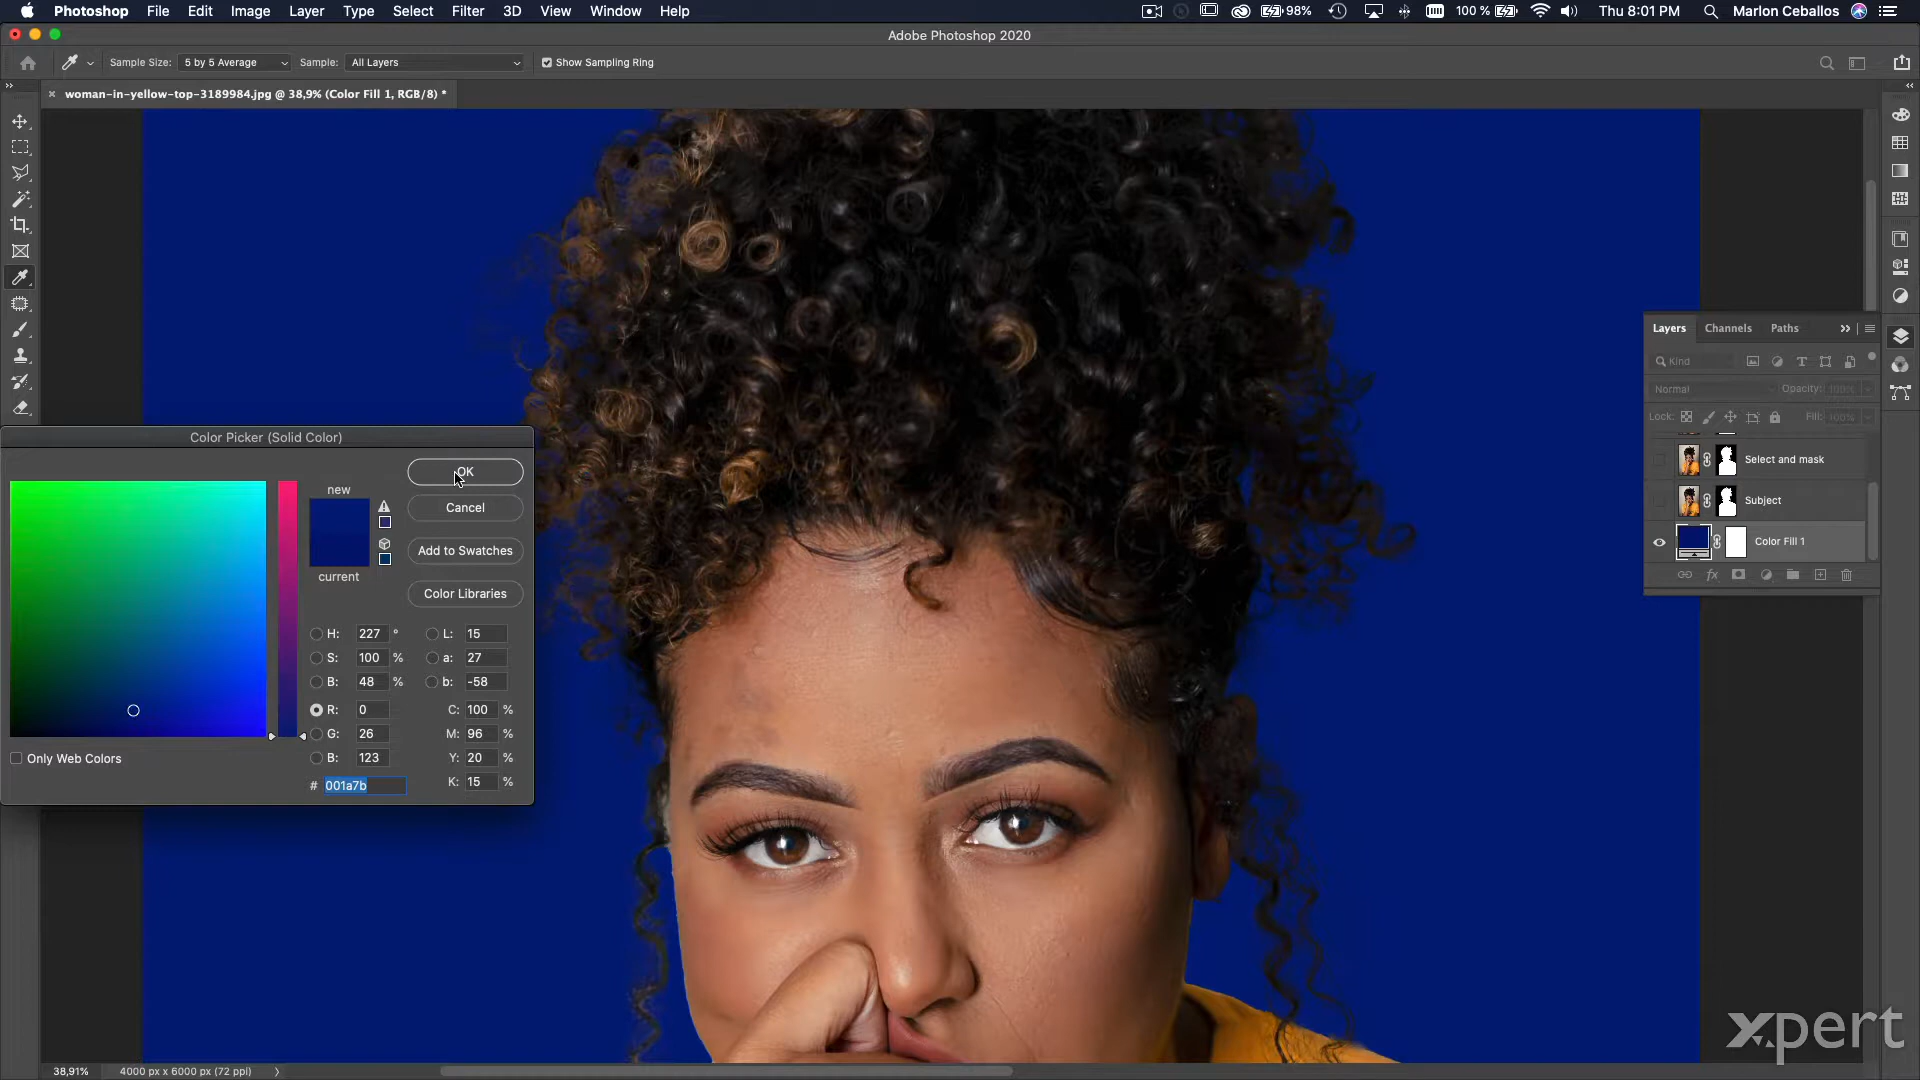 Photoshop File Edit Image Layer Type Select Filter 3D View Window Help 98% 100 % Thu 8:01 PM Marlon Ceballos
Adobe Photoshop 2020
Sample Size: 5 by 5 Average Sample: All Layers Show Sampling Ring
woman-in-yellow-top-3189984.jpg @ 38,9% (Color Fill 1, RGB/8) *
Layers Channels Paths
Kind
Normal Opacity: 100%
Lock: Fill: 100%
Select and mask
Subject
Color Fill 1
fx
Color Picker (Solid Color)
OK
new
Cancel
Add to Swatches
current
Color Libraries
H: 227 ° L: 15
S: 100 % a: 27
B: 48 % b: -58
R: 0 C: 100 %
G: 26 M: 96 %
B: 123 Y: 20 %
Only Web Colors
# 001a7b K: 15 %
xpert
38,91% 4000 px x 6000 px (72 ppi)